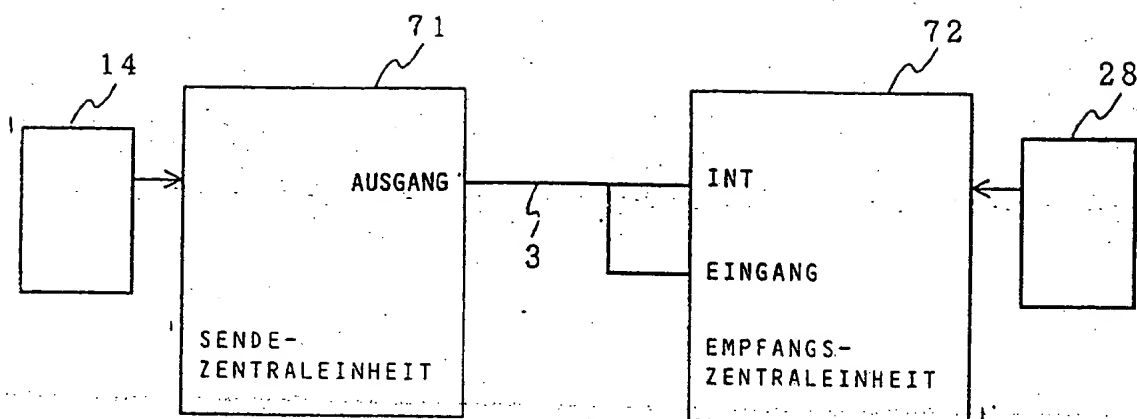 71
72
14
28
AUSGANG
INT
3
EINGANG
SENDE-
ZENTRALEINHEIT
EMPFANGS-
ZENTRALEINHEIT